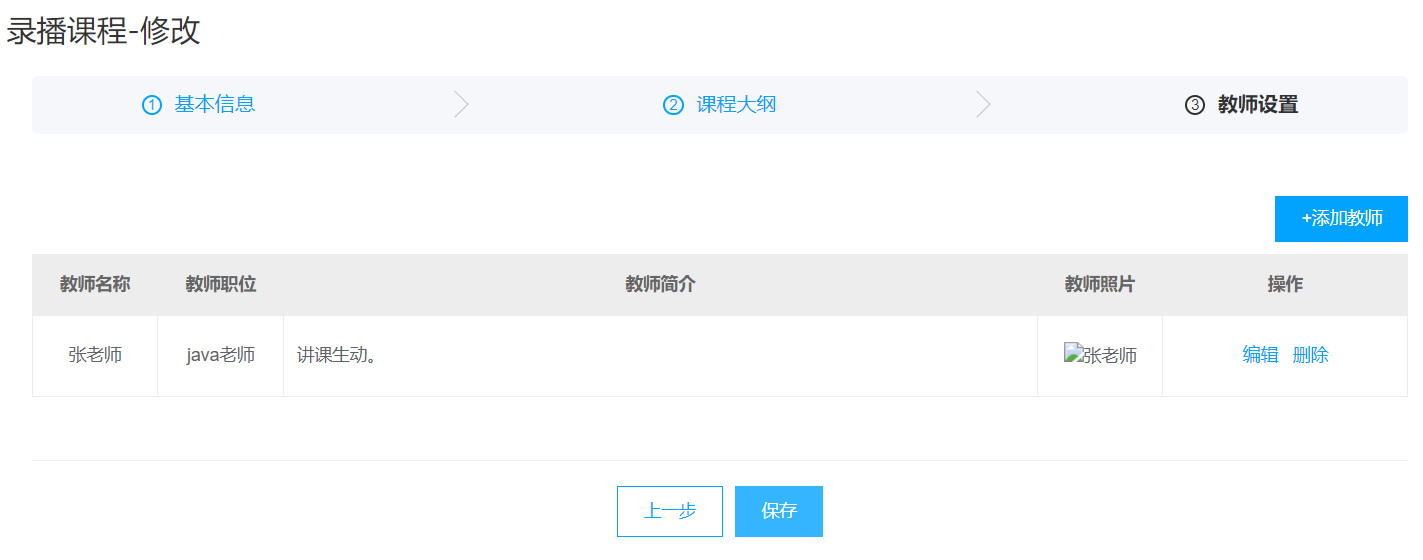 录播课程-修改
1 基本信息 2 课程大纲 3 教师设置
+添加教师
教师名称 教师职位 教师简介 教师照片 操作
张老师 java老师 讲课生动。 张老师 编辑 删除
上一步 保存